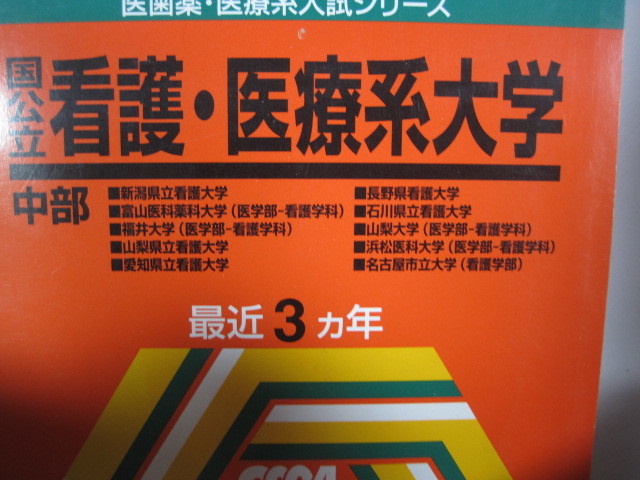 医歯薬・医療系入試シリーズ
国公立 看護・医療系大学
中部
■新潟県立看護大学
■富山医科薬科大学(医学部-看護学科)
■福井大学(医学部-看護学科)
■山梨県立看護大学
■愛知県立看護大学
■長野県看護大学
■石川県立看護大学
■山梨大学(医学部-看護学科)
■浜松医科大学(医学部-看護学科)
■名古屋市立大学(看護学部)
最近3ヵ年